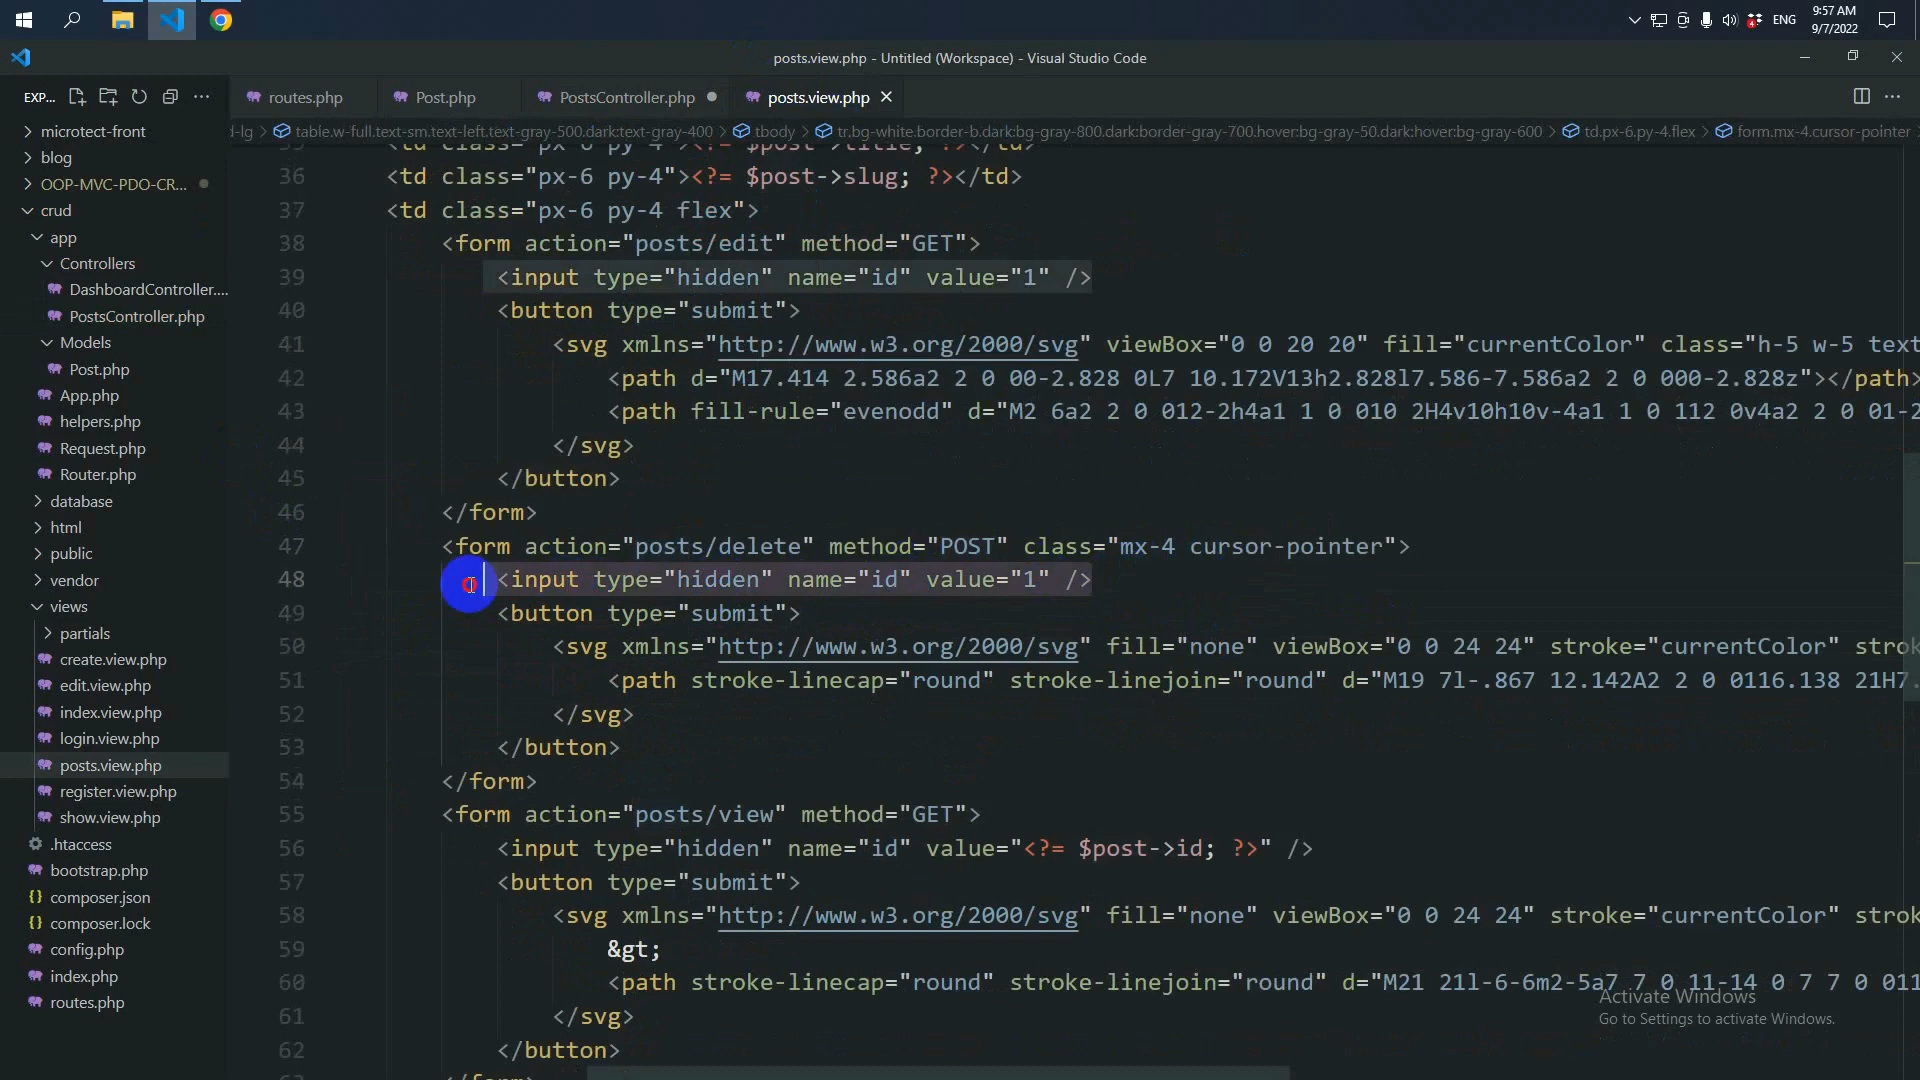 ENG
9:57 AM
9/7/2022
posts.view.php - Untitled (Workspace) - Visual Studio Code
EXP...
routes.php
Post.php
PostsController.php
posts.view.php
d-lg > table.w-full.text-sm.text-left.text-gray-500.dark:text-gray-400 > tbody > tr.bg-white.border-b.dark:bg-gray-800.dark:border-gray-700.hover:bg-gray-50.dark:hover:bg-gray-600 > td.px-6.py-4.flex > form.mx-4.cursor-pointer >
microtect-front
blog
OOP-MVC-PDO-CR...
crud
app
Controllers
DashboardController....
PostsController.php
Models
Post.php
App.php
helpers.php
Request.php
Router.php
database
html
public
vendor
views
partials
create.view.php
edit.view.php
index.view.php
login.view.php
posts.view.php
register.view.php
show.view.php
.htaccess
bootstrap.php
composer.json
composer.lock
config.php
index.php
routes.php
35 <td class="px-6 py-4"><?= $post->title; ?></td>
36 <td class="px-6 py-4"><?= $post->slug; ?></td>
37 <td class="px-6 py-4 flex">
38 <form action="posts/edit" method="GET">
39 <input type="hidden" name="id" value="1" />
40 <button type="submit">
41 <svg xmlns="http://www.w3.org/2000/svg" viewBox="0 0 20 20" fill="currentColor" class="h-5 w-5 text
42 <path d="M17.414 2.586a2 2 0 00-2.828 0L7 10.172V13h2.828l7.586-7.586a2 2 0 000-2.828z"></path>
43 <path fill-rule="evenodd" d="M2 6a2 2 0 012-2h4a1 1 0 010 2H4v10h10v-4a1 1 0 112 0v4a2 2 0 01-2
44 </svg>
45 </button>
46 </form>
47 <form action="posts/delete" method="POST" class="mx-4 cursor-pointer">
48 <input type="hidden" name="id" value="1" />
49 <button type="submit">
50 <svg xmlns="http://www.w3.org/2000/svg" fill="none" viewBox="0 0 24 24" stroke="currentColor" strok
51 <path stroke-linecap="round" stroke-linejoin="round" d="M19 7l-.867 12.142A2 2 0 0116.138 21H7.
52 </svg>
53 </button>
54 </form>
55 <form action="posts/view" method="GET">
56 <input type="hidden" name="id" value="<?= $post->id; ?>" />
57 <button type="submit">
58 <svg xmlns="http://www.w3.org/2000/svg" fill="none" viewBox="0 0 24 24" stroke="currentColor" strok
59 &gt;
60 <path stroke-linecap="round" stroke-linejoin="round" d="M21 21l-6-6m2-5a7 7 0 11-14 0 7 7 0 011
61 </svg>
62 </button>
63 </form>
Activate Windows
Go to Settings to activate Windows.